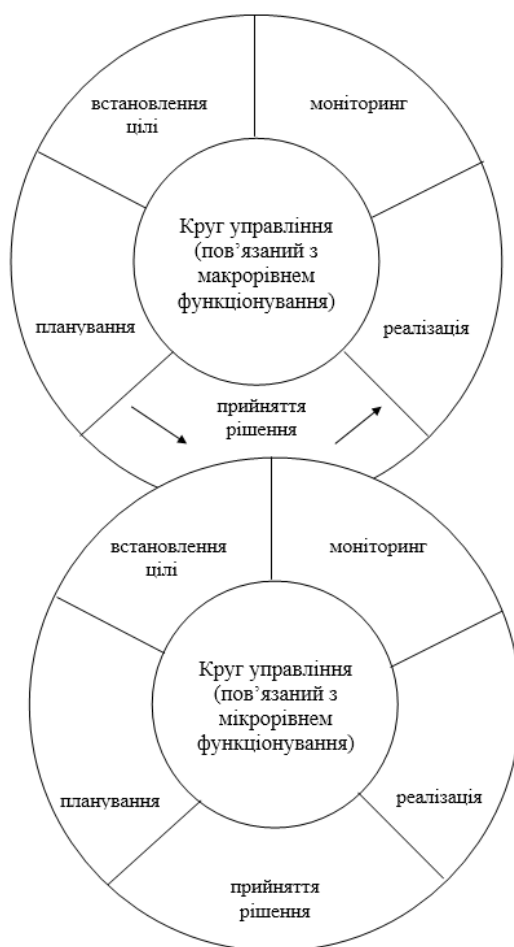 встановлення
цілі
моніторинг
Круг управління
(пов’язаний з
макрорівнем
функціонування)
планування
реалізація
прийняття
рішення
встановлення
цілі
моніторинг
Круг управління
(пов’язаний з
мікрорівнем
функціонування)
планування
реалізація
прийняття
рішення